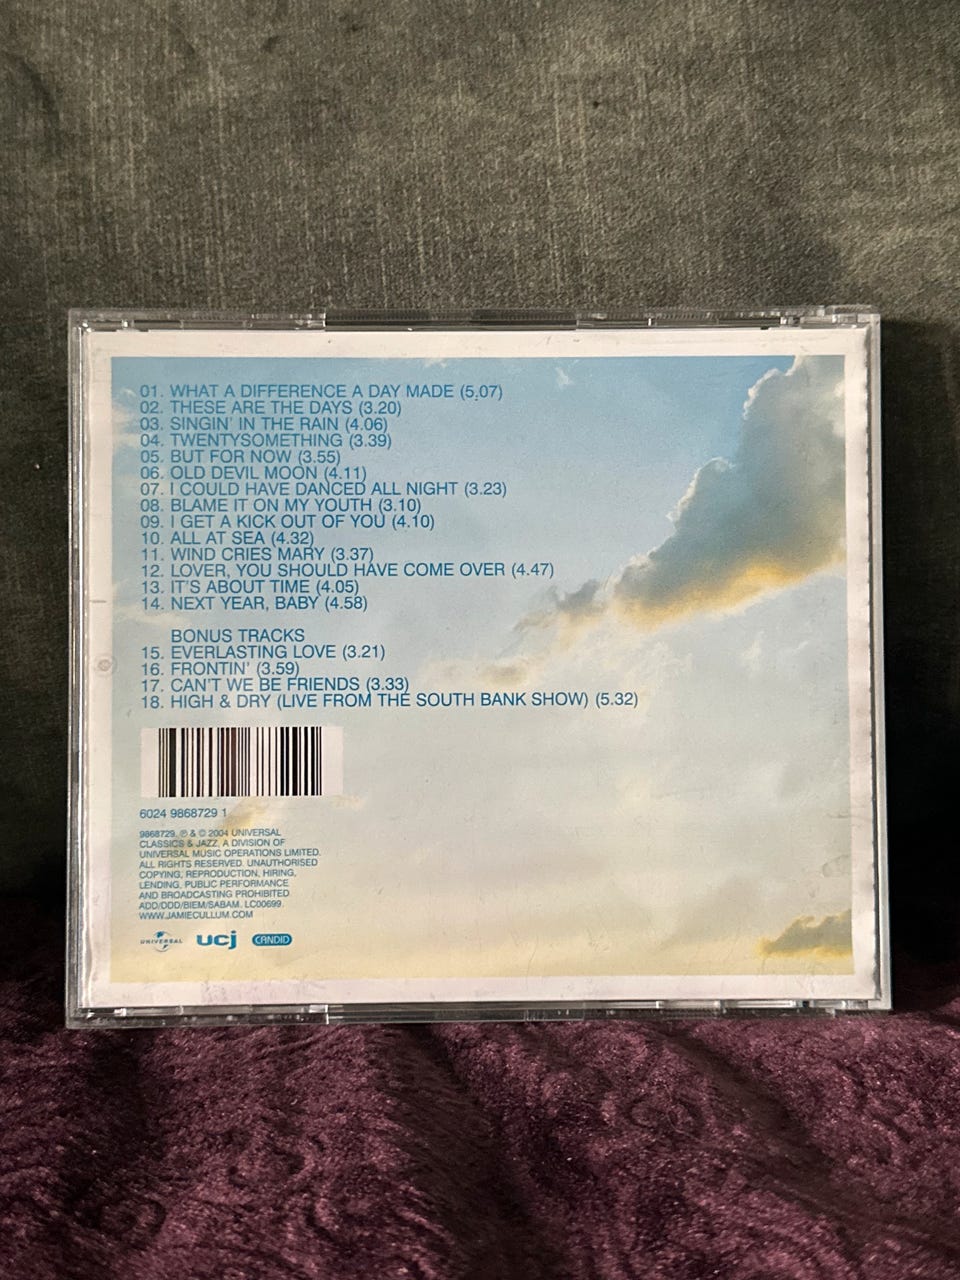 01. WHAT A DIFFERENCE A DAY MADE (5.07)
02. THESE ARE THE DAYS (3.20)
03. SINGIN' IN THE RAIN (4.06)
04. TWENTYSOMETHING (3.39)
05. BUT FOR NOW (3.55)
06. OLD DEVIL MOON (4.11)
07. I COULD HAVE DANCED ALL NIGHT (3.23)
08. BLAME IT ON MY YOUTH (3.10)
09. I GET A KICK OUT OF YOU (4.10)
10. ALL AT SEA (4.32)
11. WIND CRIES MARY (3.37)
12. LOVER, YOU SHOULD HAVE COME OVER (4.47)
13. IT'S ABOUT TIME (4.05)
14. NEXT YEAR, BABY (4.58)
BONUS TRACKS
15. EVERLASTING LOVE (3.21)
16. FRONTIN' (3.59)
17. CAN'T WE BE FRIENDS (3.33)
18. HIGH & DRY (LIVE FROM THE SOUTH BANK SHOW) (5.32)
6024 9868729 1
9868729. ℗ & © 2004 UNIVERSAL
CLASSICS & JAZZ, A DIVISION OF
UNIVERSAL MUSIC OPERATIONS LIMITED.
ALL RIGHTS RESERVED. UNAUTHORISED
COPYING, REPRODUCTION, HIRING,
LENDING, PUBLIC PERFORMANCE
AND BROADCASTING PROHIBITED.
ADD/DDD/BIEM/SABAM. LC00699.
WWW.JAMIECULLUM.COM
UNIVERSAL ucj CANDID